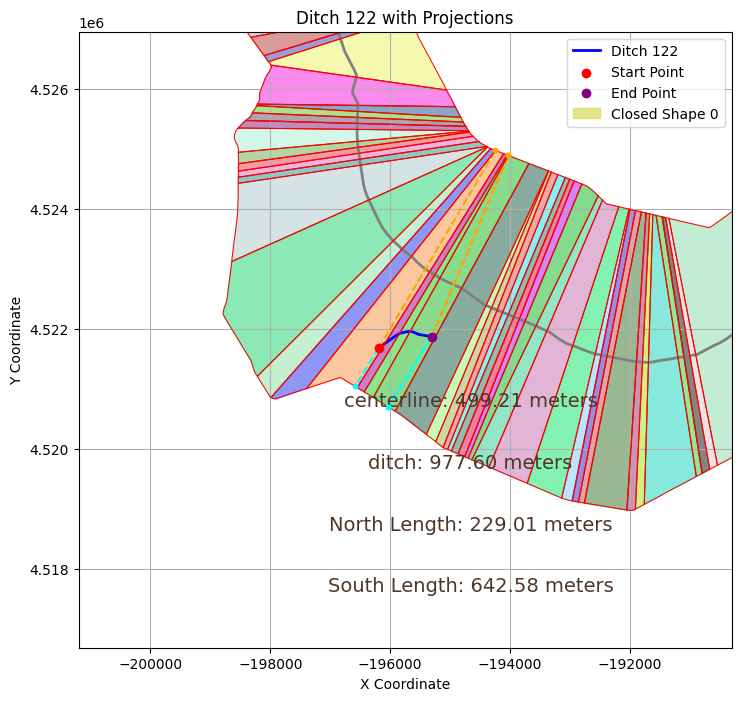 Ditch 122 with Projections
1e6
Ditch 122
Start Point
End Point
Closed Shape 0
4.526
4.524
4.522
4.520
4.518
Y Coordinate
centerline: 499.21 meters
ditch: 977.60 meters
North Length: 229.01 meters
South Length: 642.58 meters
−200000
−198000
−196000
−194000
−192000
X Coordinate